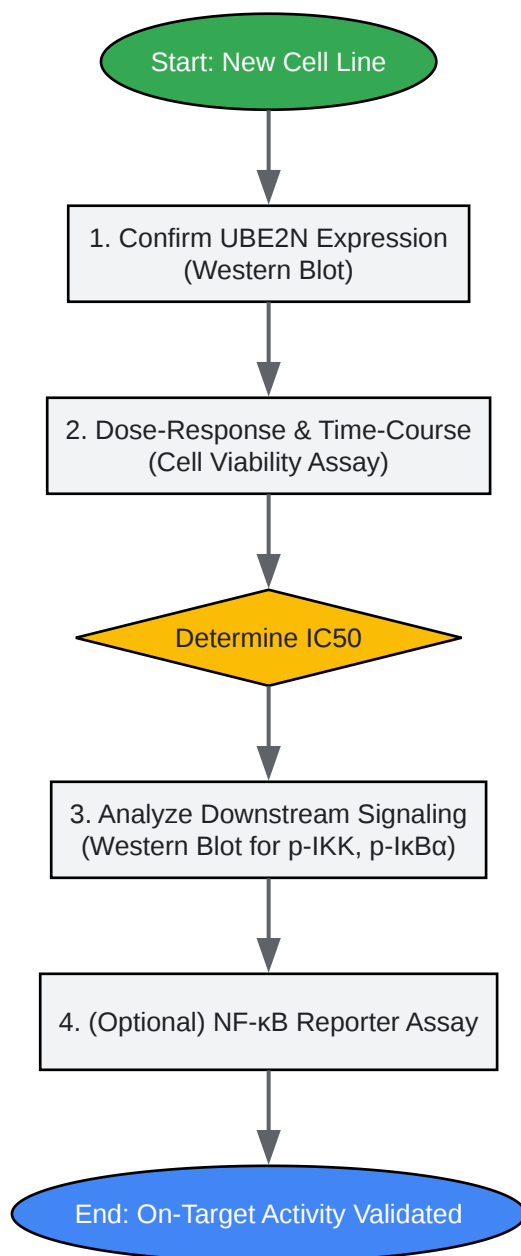 Start: New Cell Line
1. Confirm UBE2N Expression
(Western Blot)
2. Dose-Response & Time-Course
(Cell Viability Assay)
Determine IC50
3. Analyze Downstream Signaling
(Western Blot for p-IKK, p-IκBα)
4. (Optional) NF-κB Reporter Assay
End: On-Target Activity Validated